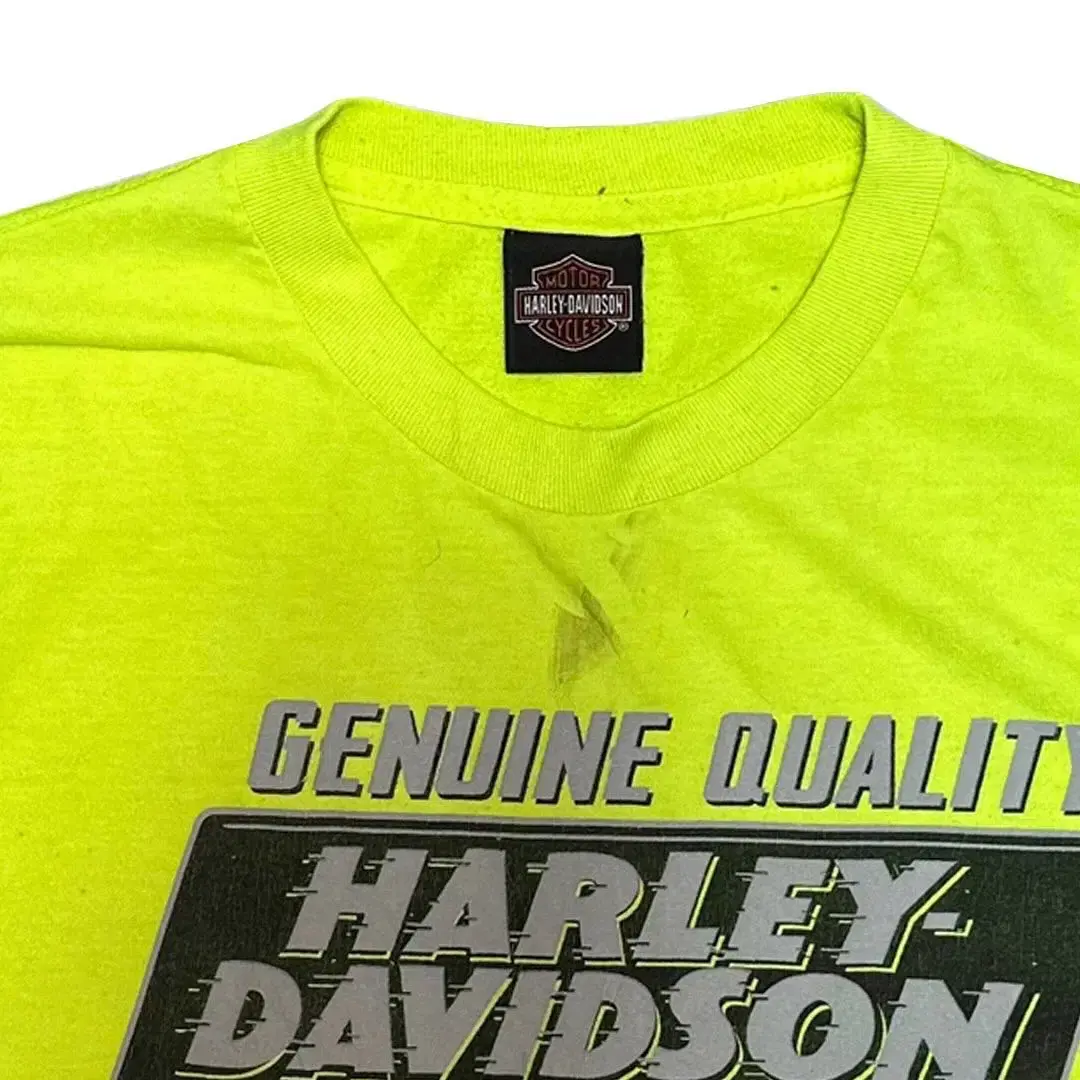 MOTOR
HARLEY-DAVIDSON
CYCLES
®
GENUINE QUALITY
HARLEY-
DAVIDSON